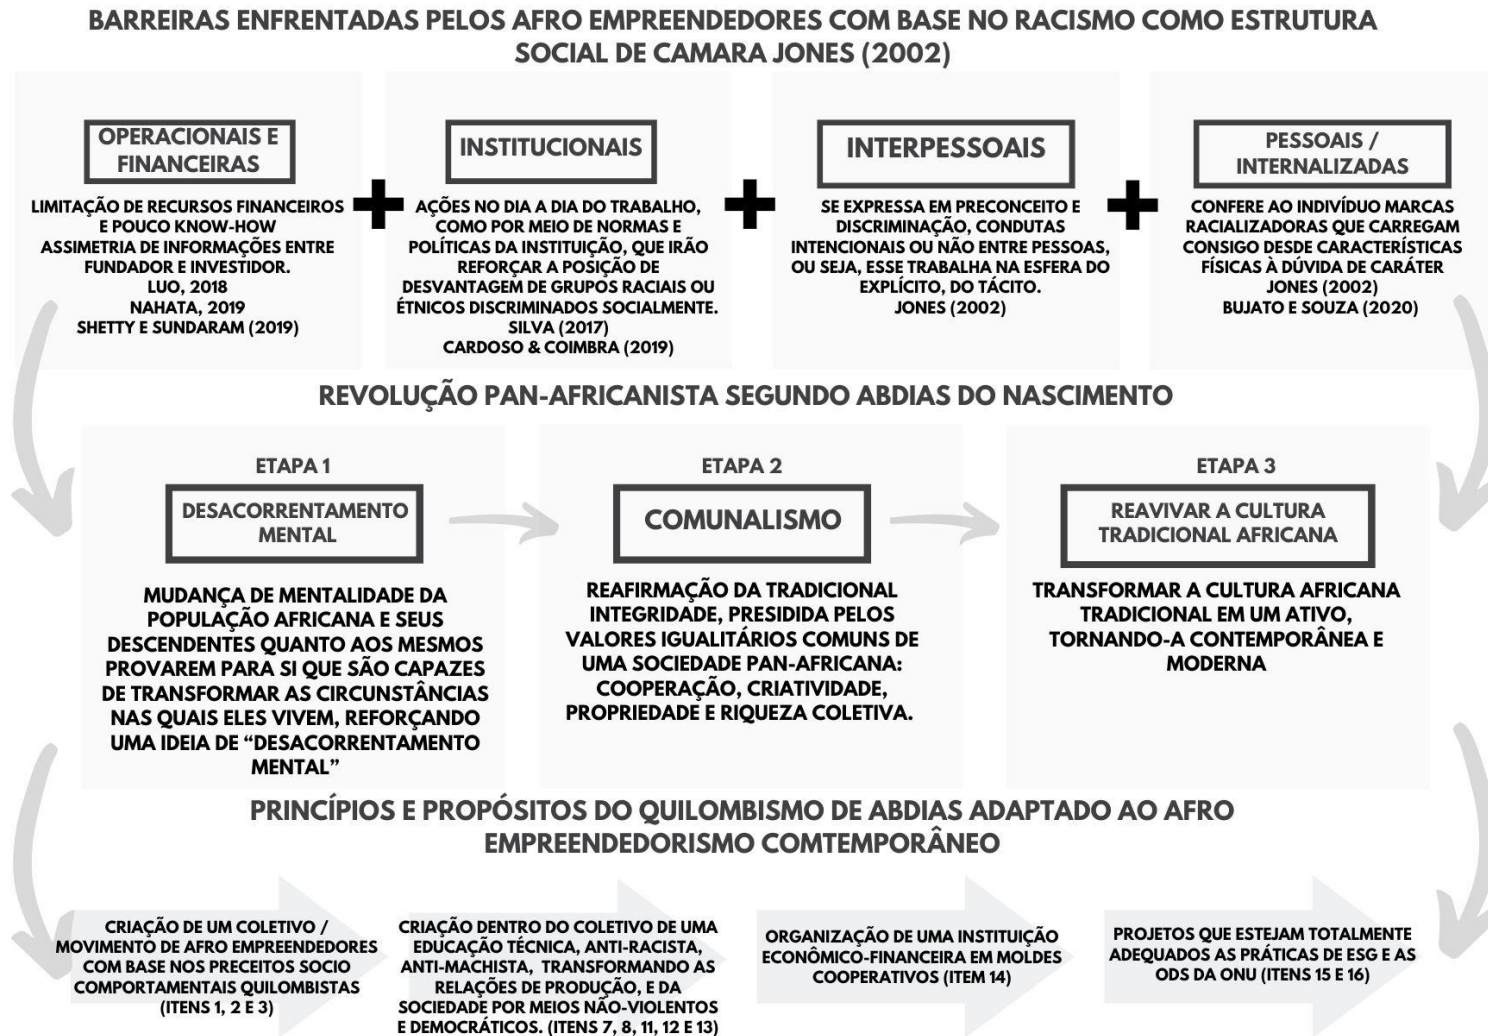 BARREIRAS ENFRENTADAS PELOS AFRO EMPREENDEDORES COM BASE NO RACISMO COMO ESTRUTURA
SOCIAL DE CAMARA JONES (2002)
OPERACIONAIS E
FINANCEIRAS
LIMITAÇÃO DE RECURSOS FINANCEIROS
E POUCO KNOW-HOW
ASSIMETRIA DE INFORMAÇÕES ENTRE
FUNDADOR E INVESTIDOR.
LUO, 2018
NAHATA, 2019
SHETTY E SUNDARAM (2019)
+
INSTITUCIONAIS
AÇÕES NO DIA A DIA DO TRABALHO,
COMO POR MEIO DE NORMAS E
POLÍTICAS DA INSTITUIÇÃO, QUE IRÃO
REFORÇAR A POSIÇÃO DE
DESVANTAGEM DE GRUPOS RACIAIS OU
ÉTNICOS DISCRIMINADOS SOCIALMENTE.
SILVA (2017)
CARDOSO & COIMBRA (2019)
+
INTERPESSOAIS
SE EXPRESSA EM PRECONCEITO E
DISCRIMINAÇÃO, CONDUTAS
INTENCIONAIS OU NÃO ENTRE PESSOAS,
OU SEJA, ESSE TRABALHA NA ESFERA DO
EXPLÍCITO, DO TÁCITO.
JONES (2002)
+
PESSOAIS /
INTERNALIZADAS
CONFERE AO INDIVÍDUO MARCAS
RACIALIZADORAS QUE CARREGAM
CONSIGO DESDE CARACTERÍSTICAS
FÍSICAS À DÚVIDA DE CARÁTER
JONES (2002)
BUJATO E SOUZA (2020)
REVOLUÇÃO PAN-AFRICANISTA SEGUNDO ABDIAS DO NASCIMENTO
ETAPA 1
DESACORRENTAMENTO
MENTAL
MUDANÇA DE MENTALIDADE DA
POPULAÇÃO AFRICANA E SEUS
DESCENDENTES QUANTO AOS MESMOS
PROVAREM PARA SI QUE SÃO CAPAZES
DE TRANSFORMAR AS CIRCUNSTÂNCIAS
NAS QUAIS ELES VIVEM, REFORÇANDO
UMA IDEIA DE “DESACORRENTAMENTO
MENTAL”
ETAPA 2
COMUNALISMO
REAFIRMAÇÃO DA TRADICIONAL
INTEGRIDADE, PRESIDIDA PELOS
VALORES IGUALITÁRIOS COMUNS DE
UMA SOCIEDADE PAN-AFRICANA:
COOPERAÇÃO, CRIATIVIDADE,
PROPRIEDADE E RIQUEZA COLETIVA.
ETAPA 3
REAVIVAR A CULTURA
TRADICIONAL AFRICANA
TRANSFORMAR A CULTURA AFRICANA
TRADICIONAL EM UM ATIVO,
TORNANDO-A CONTEMPORÂNEA E
MODERNA
PRINCÍPIOS E PROPÓSITOS DO QUILOMBISMO DE ABDIAS ADAPTADO AO AFRO
EMPREENDEDORISMO COMTEMPORÂNEO
CRIAÇÃO DE UM COLETIVO /
MOVIMENTO DE AFRO EMPREENDEDORES
COM BASE NOS PRECEITOS SOCIO
COMPORTAMENTAIS QUILOMBISTAS
(ITENS 1, 2 E 3)
CRIAÇÃO DENTRO DO COLETIVO DE UMA
EDUCAÇÃO TÉCNICA, ANTI-RACISTA,
ANTI-MACHISTA, TRANSFORMANDO AS
RELAÇÕES DE PRODUÇÃO, E DA
SOCIEDADE POR MEIOS NÃO-VIOLENTOS
E DEMOCRÁTICOS. (ITENS 7, 8, 11, 12 E 13)
ORGANIZAÇÃO DE UMA INSTITUIÇÃO
ECONÔMICO-FINANCEIRA EM MOLDES
COOPERATIVOS (ITEM 14)
PROJETOS QUE ESTEJAM TOTALMENTE
ADEQUADOS AS PRÁTICAS DE ESG E AS
ODS DA ONU (ITENS 15 E 16)